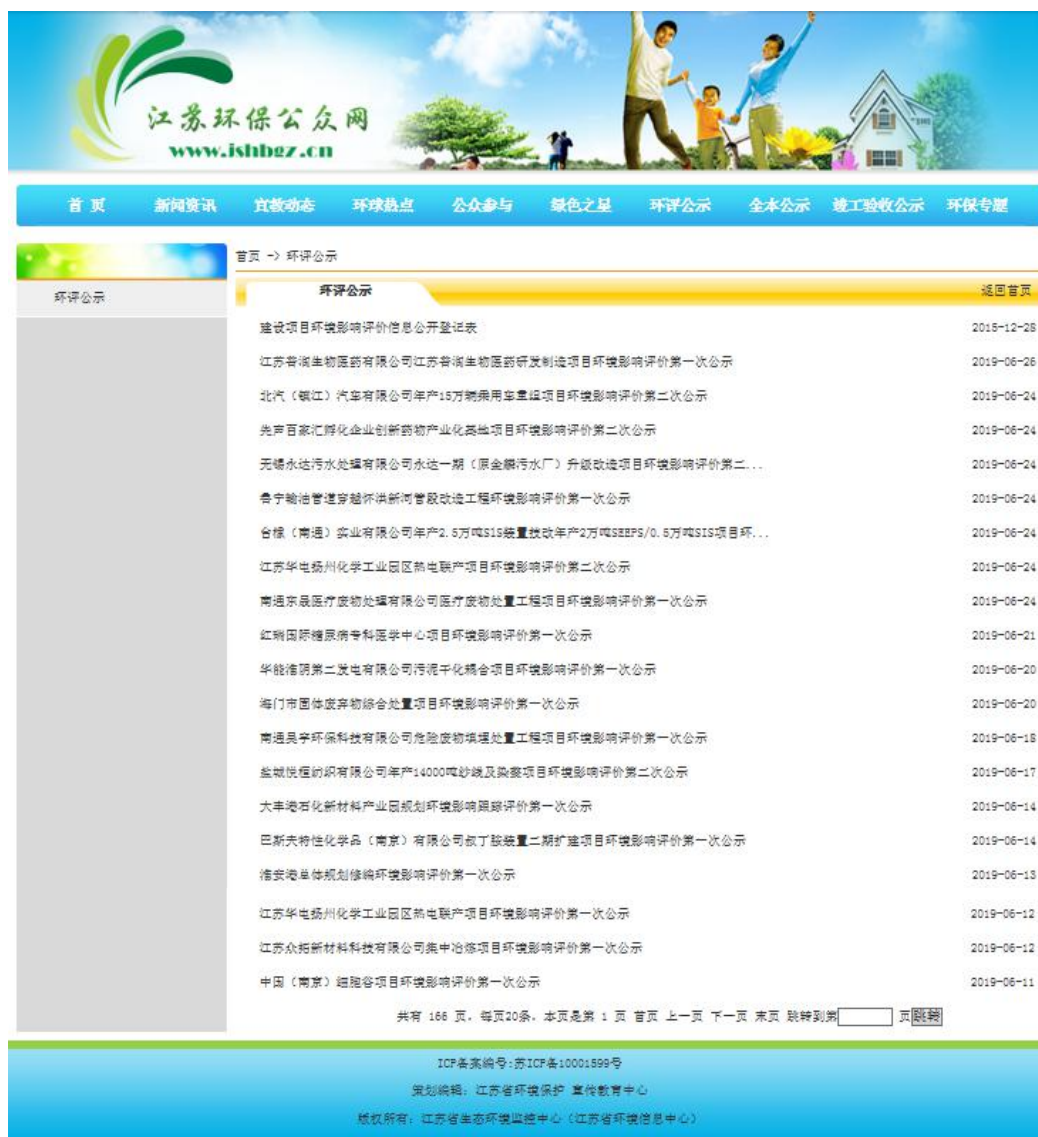 江苏环保公众网
www.jshbgz.cn
首 页 新闻资讯 宣教动态 环球热点 公众参与 绿色之星 环评公示 全本公示 竣工验收公示 环保专题
首页 -> 环评公示
环评公示
环评公示 返回首页
建设项目环境影响评价信息公开登记表 2015-12-28
江苏谷润生物医药有限公司江苏谷润生物医药研发制造项目环境影响评价第一次公示 2019-06-26
北汽（镇江）汽车有限公司年产15万辆乘用车重组项目环境影响评价第二次公示 2019-06-24
先声百家汇孵化企业创新药物产业化基地项目环境影响评价第二次公示 2019-06-24
无锡永达污水处理有限公司永达一期（原金麟污水厂）升级改造项目环境影响评价第二... 2019-06-24
鲁宁输油管道穿越怀洪新河管段改造工程环境影响评价第一次公示 2019-06-24
台橡（南通）实业有限公司年产2.5万吨SIS装置技改年产2万吨SEEPS/0.5万吨SIS项目环... 2019-06-24
江苏华电扬州化学工业园区热电联产项目环境影响评价第二次公示 2019-06-24
南通东晟医疗废物处理有限公司医疗废物处置工程项目环境影响评价第一次公示 2019-06-24
红瑞国际糖尿病专科医学中心项目环境影响评价第一次公示 2019-06-21
华能淮阴第二发电有限公司污泥干化耦合项目环境影响评价第一次公示 2019-06-20
海门市固体废弃物综合处置项目环境影响评价第一次公示 2019-06-20
南通昊宇环保科技有限公司危险废物填埋处置工程项目环境影响评价第一次公示 2019-06-18
盐城悦桓纺织有限公司年产14000吨纱线及染整项目环境影响评价第二次公示 2019-06-17
大丰港石化新材料产业园规划环境影响跟踪评价第一次公示 2019-06-14
巴斯夫特性化学品（南京）有限公司叔丁胺装置二期扩建项目环境影响评价第一次公示 2019-06-14
淮安港总体规划修编环境影响评价第一次公示 2019-06-13
江苏华电扬州化学工业园区热电联产项目环境影响评价第一次公示 2019-06-12
江苏众拓新材料科技有限公司集中冶炼项目环境影响评价第一次公示 2019-06-12
中国（南京）细胞谷项目环境影响评价第一次公示 2019-06-11
共有 166 页，每页20条，本页是第 1 页 首页 上一页 下一页 末页 跳转到第 页 跳转
ICP备案编号:苏ICP备10001599号
策划编辑：江苏省环境保护 宣传教育中心
版权所有：江苏省生态环境监控中心（江苏省环境信息中心）